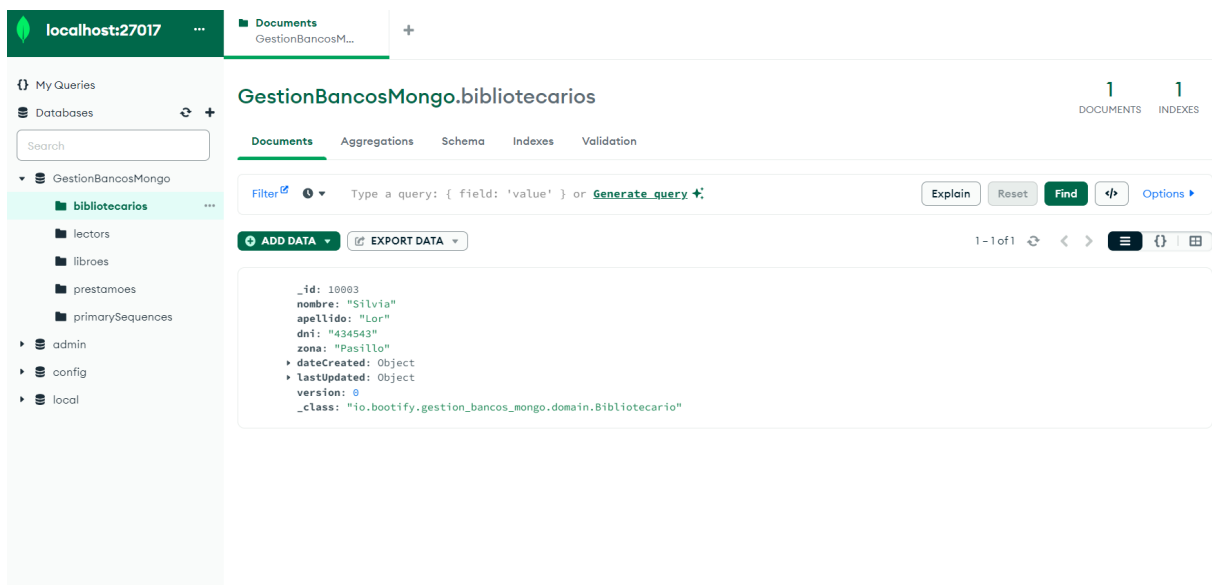 localhost:27017 ...
Documents
GestionBancosM...
+
{} My Queries
Databases
Search
GestionBancosMongo
bibliotecarios ...
lectors
libroes
prestamoes
primarySequences
admin
config
local
GestionBancosMongo.bibliotecarios
1 DOCUMENTS
1 INDEXES
Documents Aggregations Schema Indexes Validation
Filter Type a query: { field: 'value' } or Generate query Explain Reset Find </> Options
ADD DATA EXPORT DATA 1 – 1 of 1 {}
_id: 10003
nombre: "Silvia"
apellido: "Lor"
dni: "434543"
zona: "Pasillo"
dateCreated: Object
lastUpdated: Object
version: 0
_class: "io.bootify.gestion_bancos_mongo.domain.Bibliotecario"